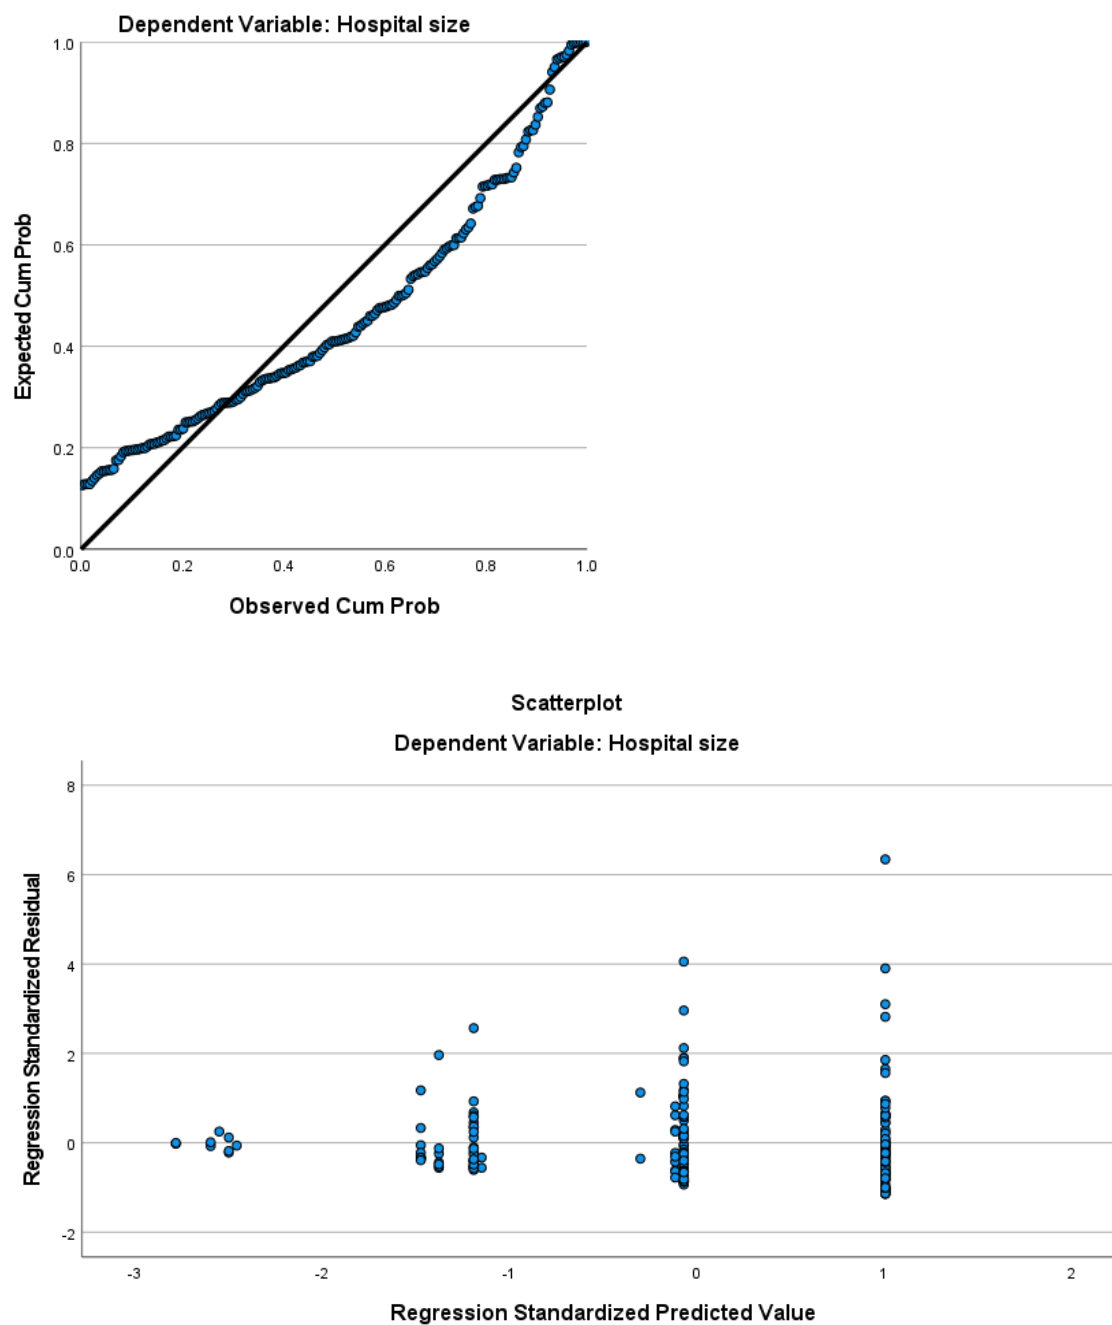 Dependent Variable: Hospital size
1.0
0.8
0.6
0.4
0.2
0.0
Expected Cum Prob
0.0 0.2 0.4 0.6 0.8 1.0
Observed Cum Prob
Scatterplot
Dependent Variable: Hospital size
8
6
4
2
0
-2
Regression Standardized Residual
-3 -2 -1 0 1 2
Regression Standardized Predicted Value